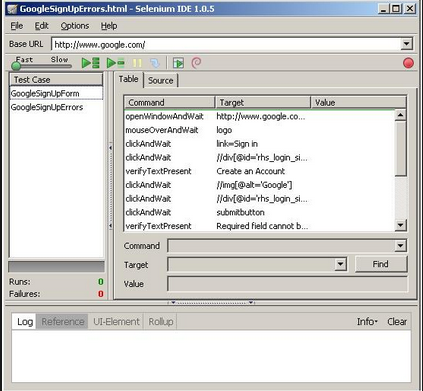 GoogleSignUpErrors.html - Selenium IDE 1.0.5
File Edit Options Help
Base URL http://www.google.com/
Fast Slow
Test Case
GoogleSignUpForm
GoogleSignUpErrors
Table Source
Command Target Value
openWindowAndWait http://www.google.co...
mouseOverAndWait logo
clickAndWait link=Sign in
clickAndWait //div[@id='rhs_login_si...
verifyTextPresent Create an Account
clickAndWait //img[@alt='Google']
clickAndWait //div[@id='rhs_login_si...
clickAndWait submitbutton
verifyTextPresent Required field cannot b...
Command
Target Find
Value
Runs: 0
Failures: 0
Log Reference UI-Element Rollup Info Clear